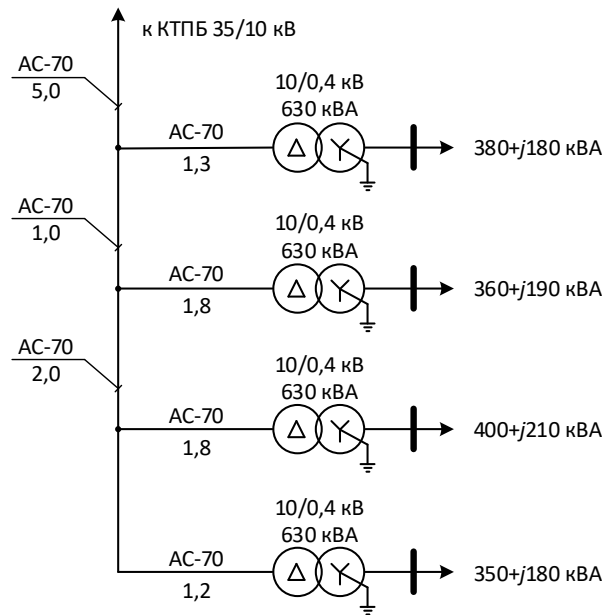 к КТПБ 35/10 кВ
АС-70
5,0
10/0,4 кВ
630 кВА
АС-70
1,3
380+j180 кВА
АС-70
1,0
10/0,4 кВ
630 кВА
АС-70
1,8
360+j190 кВА
АС-70
2,0
10/0,4 кВ
630 кВА
АС-70
1,8
400+j210 кВА
10/0,4 кВ
630 кВА
АС-70
1,2
350+j180 кВА